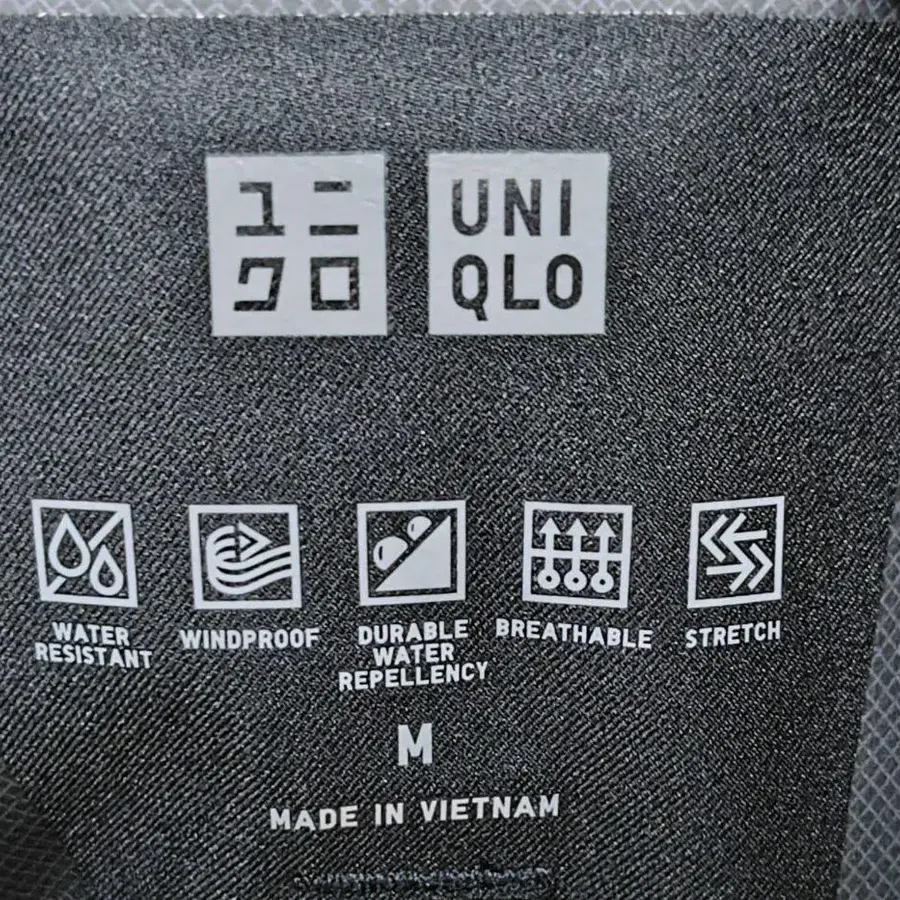 ユニ
クロ
UNI
QLO
WATER
RESISTANT
WINDPROOF
DURABLE
WATER
REPELLENCY
BREATHABLE
STRETCH
M
MADE IN VIETNAM